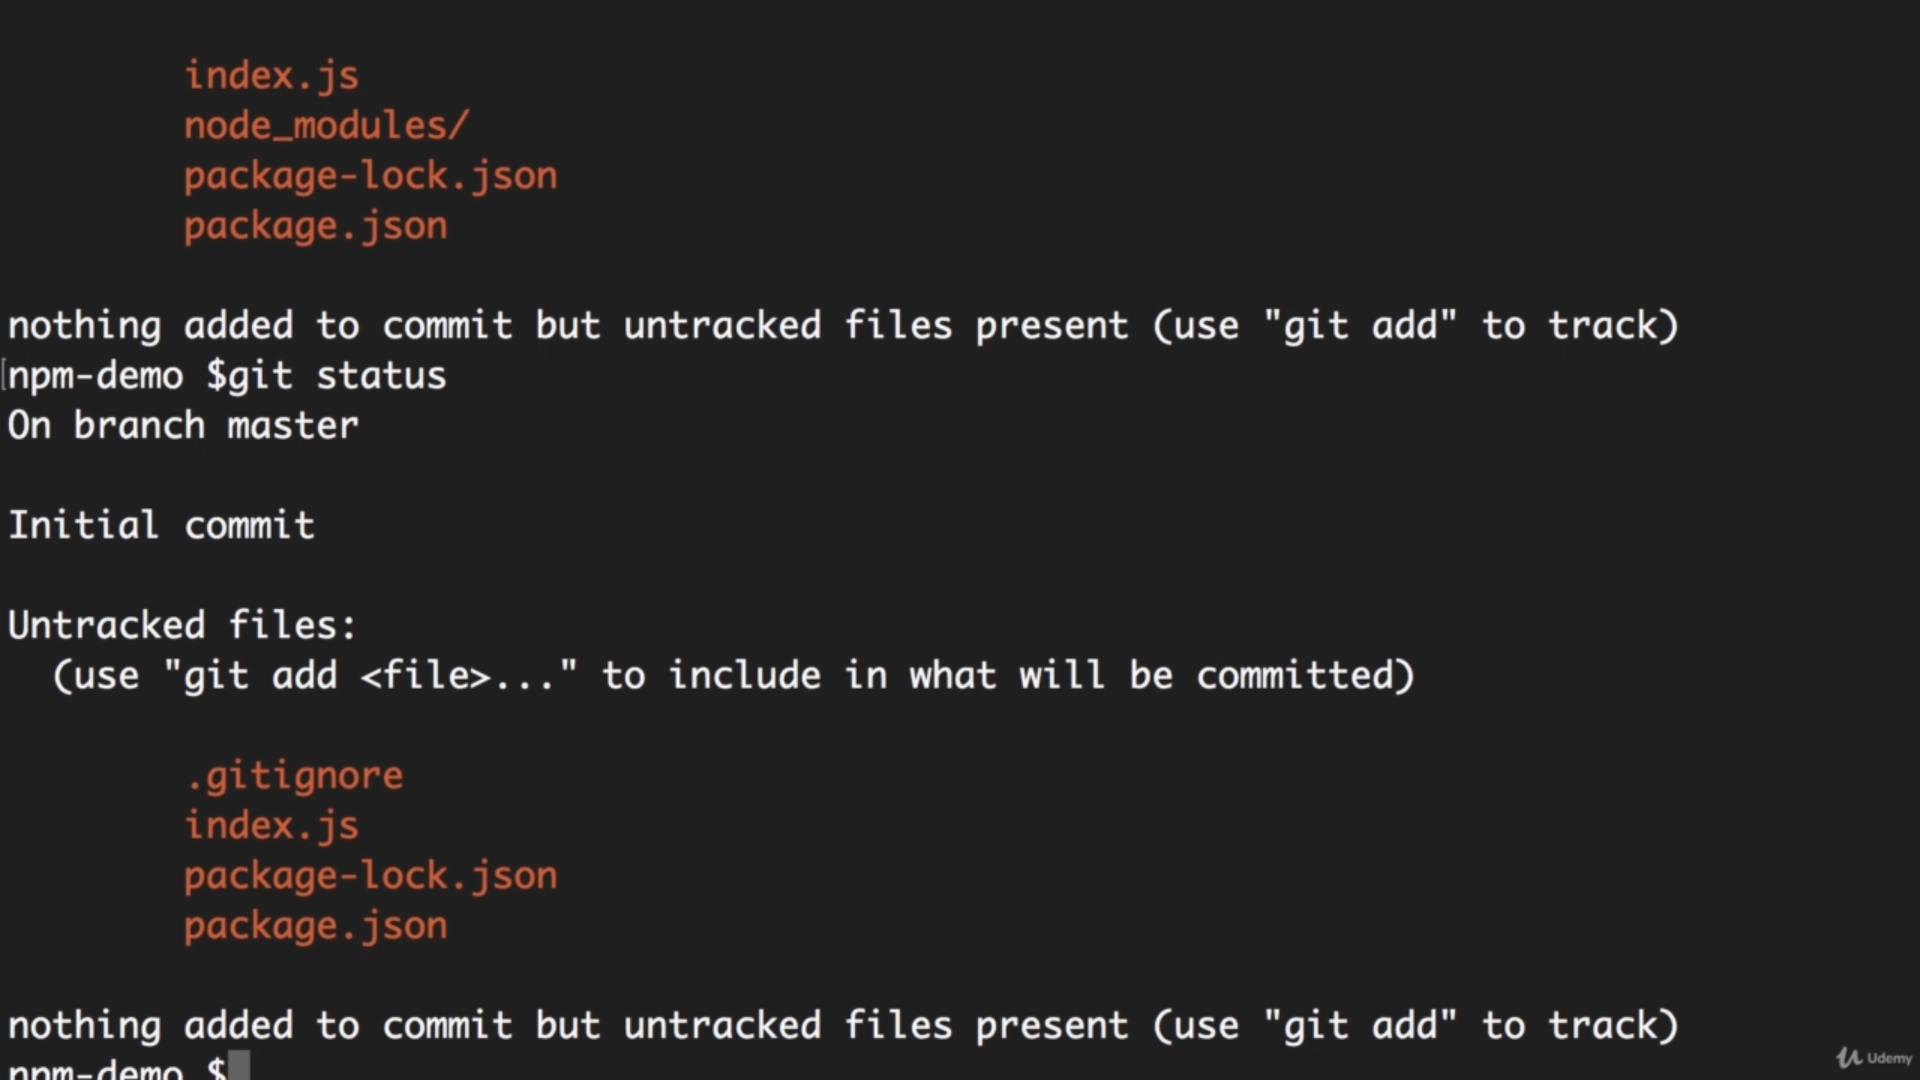 index.js
node_modules/
package-lock.json
package.json
nothing added to commit but untracked files present (use "git add" to track)
npm-demo $git status
On branch master
Initial commit
Untracked files:
(use "git add <file>..." to include in what will be committed)
.gitignore
index.js
package-lock.json
package.json
nothing added to commit but untracked files present (use "git add" to track)
npm-demo $
Udemy